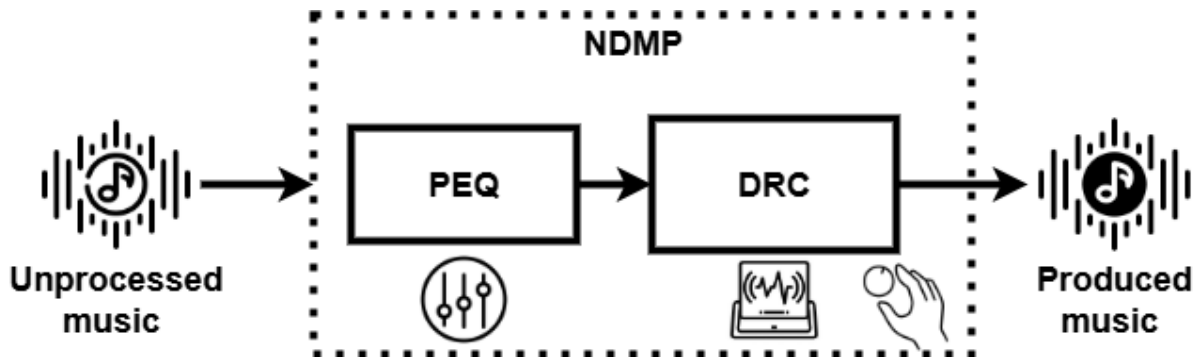 NDMP
PEQ
DRC
Unprocessed
music
Produced
music